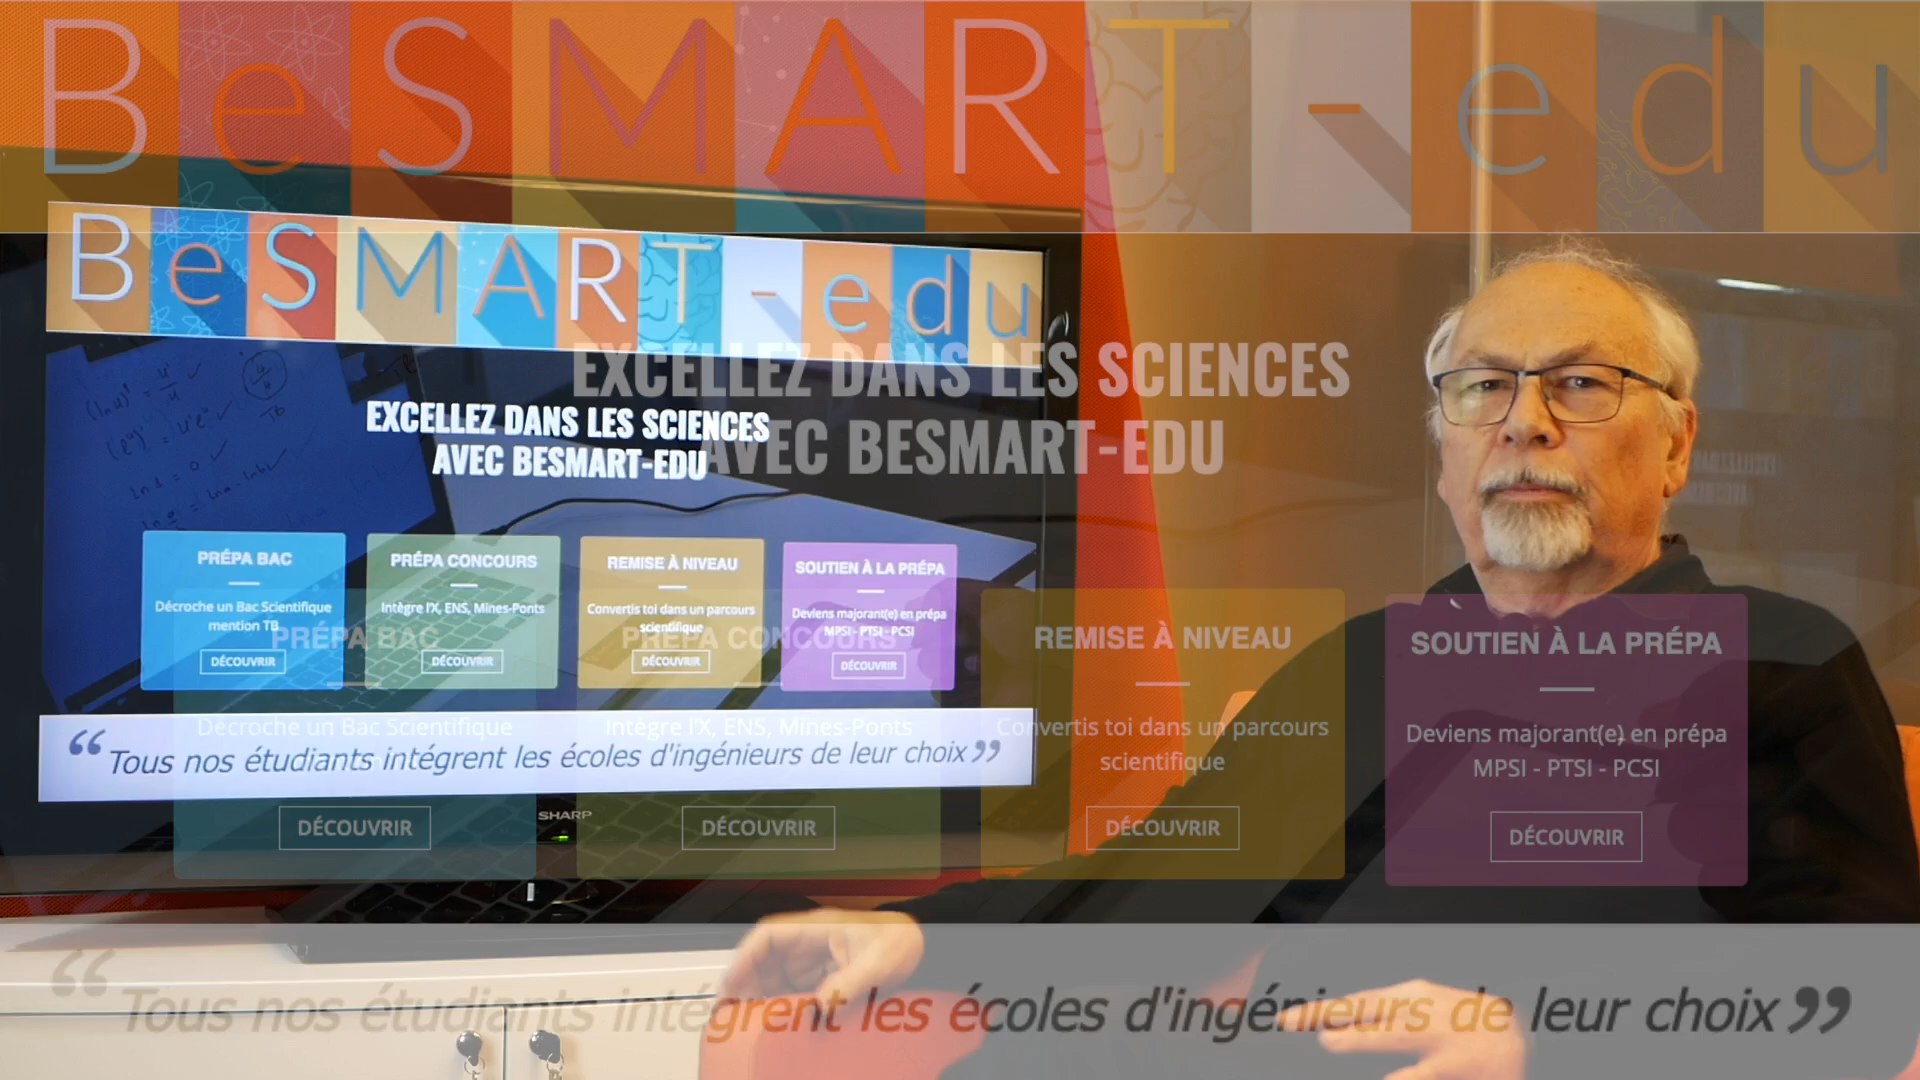 BeSMART-edu
BeSMART-edu
EXCELLEZ DANS LES SCIENCES
AVEC BESMART-EDU
EXCELLEZ DANS LES SCIENCES
AVEC BESMART-EDU
PRÉPA BAC
Décroche un Bac Scientifique
mention TB
DÉCOUVRIR
PRÉPA CONCOURS
Intègre l'X, ENS, Mines-Ponts
DÉCOUVRIR
REMISE À NIVEAU
Convertis toi dans un parcours
scientifique
DÉCOUVRIR
SOUTIEN À LA PRÉPA
Deviens majorant(e) en prépa
MPSI - PTSI - PCSI
DÉCOUVRIR
“Tous nos étudiants intégrent les écoles d'ingénieurs de leur choix”
SHARP
PRÉPA BAC
Décroche un Bac Scientifique
DÉCOUVRIR
PRÉPA CONCOURS
Intègre l'X, ENS, Mines-Ponts
DÉCOUVRIR
REMISE À NIVEAU
Convertis toi dans un parcours
scientifique
DÉCOUVRIR
SOUTIEN À LA PRÉPA
Deviens majorant(e) en prépa
MPSI - PTSI - PCSI
DÉCOUVRIR
“Tous nos étudiants intégrent les écoles d'ingénieurs de leur choix”